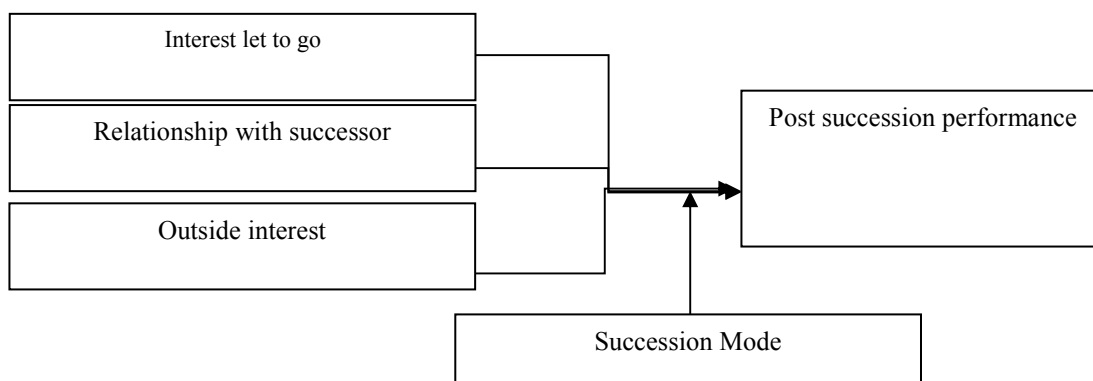 Interest let to go
Relationship with successor
Post succession performance
Outside interest
Succession Mode